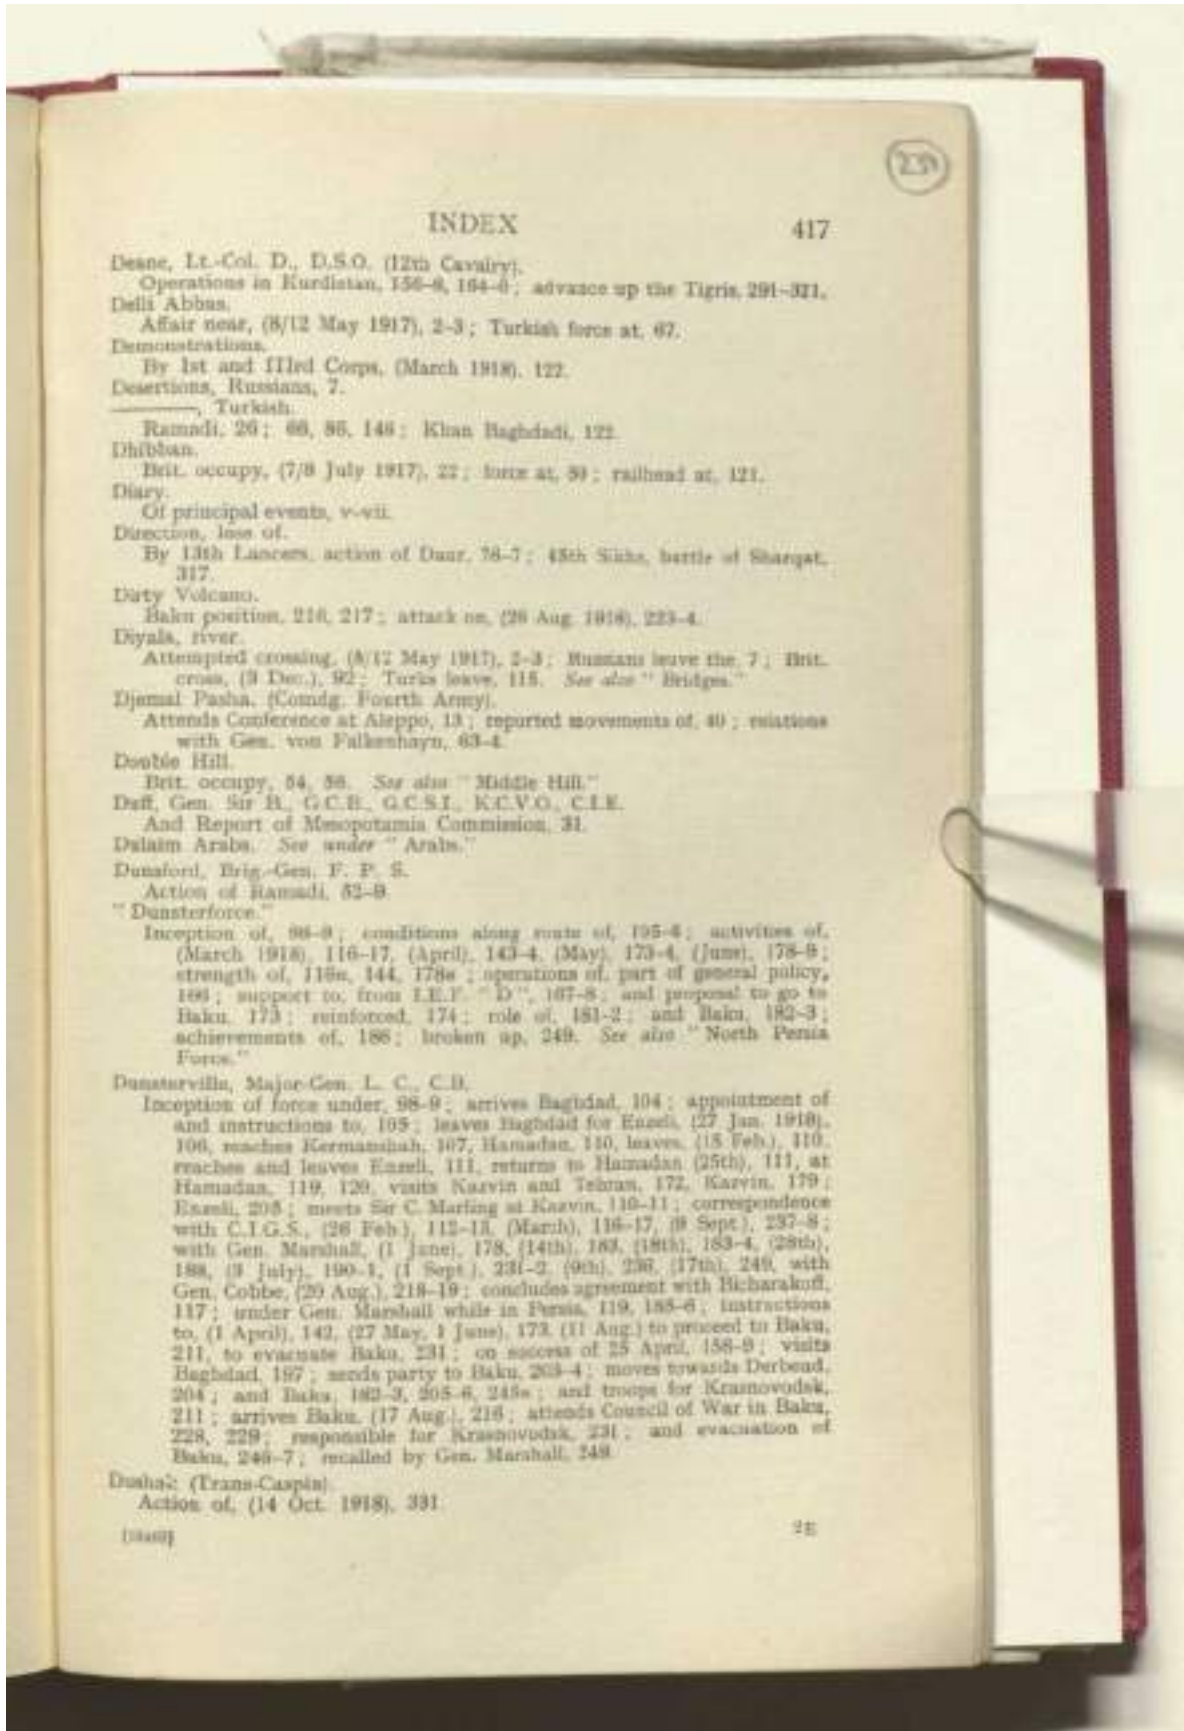 INDEX 417
Deane, Lt.-Col. D., D.S.O. (12th Cavalry).
Operations in Kurdistan, 156-8, 164-6; advance up the Tigris, 291-321.
Delli Abbas.
Affair near, (8/12 May 1917), 2-3; Turkish force at, 67.
Demonstrations.
By Ist and IIIrd Corps, (March 1918), 122.
Desertions, Russians, 7.
———, Turkish.
Ramadi, 26; 66, 86, 148; Khan Baghdadi, 122.
Dhibban.
Brit. occupy, (7/8 July 1917), 22; force at, 80; railhead at, 121.
Diary.
Of principal events, v-vii.
Direction, loss of.
By 13th Lancers, action of Daur, 76-7; 45th Sikhs, battle of Sharqat,
317.
Dirty Volcano.
Baku position, 216, 217; attack on, (26 Aug. 1918), 223-4.
Diyala, river.
Attempted crossing, (8/12 May 1917), 2-3; Russians leave the, 7; Brit.
cross, (3 Dec.), 92; Turks leave, 115. See also "Bridges."
Djemal Pasha, (Comdg. Fourth Army).
Attends Conference at Aleppo, 13; reported movements of, 40; relations
with Gen. von Falkenhayn, 63-4.
Double Hill.
Brit. occupy, 54, 56. See also "Middle Hill."
Duff, Gen. Sir B., G.C.B., G.C.S.I., K.C.V.O., C.I.E.
And Report of Mesopotamia Commission, 31.
Dulaim Arabs. See under "Arabs."
Dunsford, Brig.-Gen. F. P. S.
Action of Ramadi, 52-9.
"Dunsterforce."
Inception of, 98-9; conditions along route of, 195-6; activities of,
(March 1918), 116-17, (April), 143-4, (May), 173-4, (June), 178-9;
strength of, 116n, 144, 178n; operations of, part of general policy,
166; support to, from I.E.F. "D", 167-8; and proposal to go to
Baku, 173; reinforced, 174; role of, 181-2; and Baku, 182-3;
achievements of, 186; broken up, 249. See also "North Persia
Force."
Dunsterville, Major-Gen. L. C., C.B.
Inception of force under, 98-9; arrives Baghdad, 104; appointment of
and instructions to, 105; leaves Baghdad for Enzeli, (27 Jan. 1918),
106, reaches Kermanshah, 107, Hamadan, 110, leaves, (15 Feb.), 110,
reaches and leaves Enzeli, 111, returns to Hamadan (25th), 111, at
Hamadan, 119, 120, visits Kazvin and Tehran, 172, Kazvin, 179;
Enzeli, 205; meets Sir C. Marling at Kazvin, 110-11; correspondence
with C.I.G.S., (26 Feb.), 112-13, (March), 116-17, (8 Sept.), 237-8;
with Gen. Marshall, (1 June), 178, (14th), 183, (18th), 183-4, (28th),
188, (3 July), 190-1, (1 Sept.), 231-2, (9th), 236, (17th), 249, with
Gen. Cobbe, (20 Aug.), 218-19; concludes agreement with Bicharakoff,
117; under Gen. Marshall while in Persia, 119, 185-6; instructions
to, (1 April), 142, (27 May, 1 June), 173, (11 Aug.) to proceed to Baku,
211, to evacuate Baku, 231; on success of 25 April, 158-9; visits
Baghdad, 197; sends party to Baku, 203-4; moves towards Derbend,
204; and Baku, 182-3, 205-6, 245n; and troops for Krasnovodsk,
211; arrives Baku, (17 Aug.), 216; attends Council of War in Baku,
228, 229; responsible for Krasnovodsk, 231; and evacuation of
Baku, 246-7; recalled by Gen. Marshall, 249.
Dushak (Trans-Caspia).
Action of, (14 Oct. 1918), 331
2E